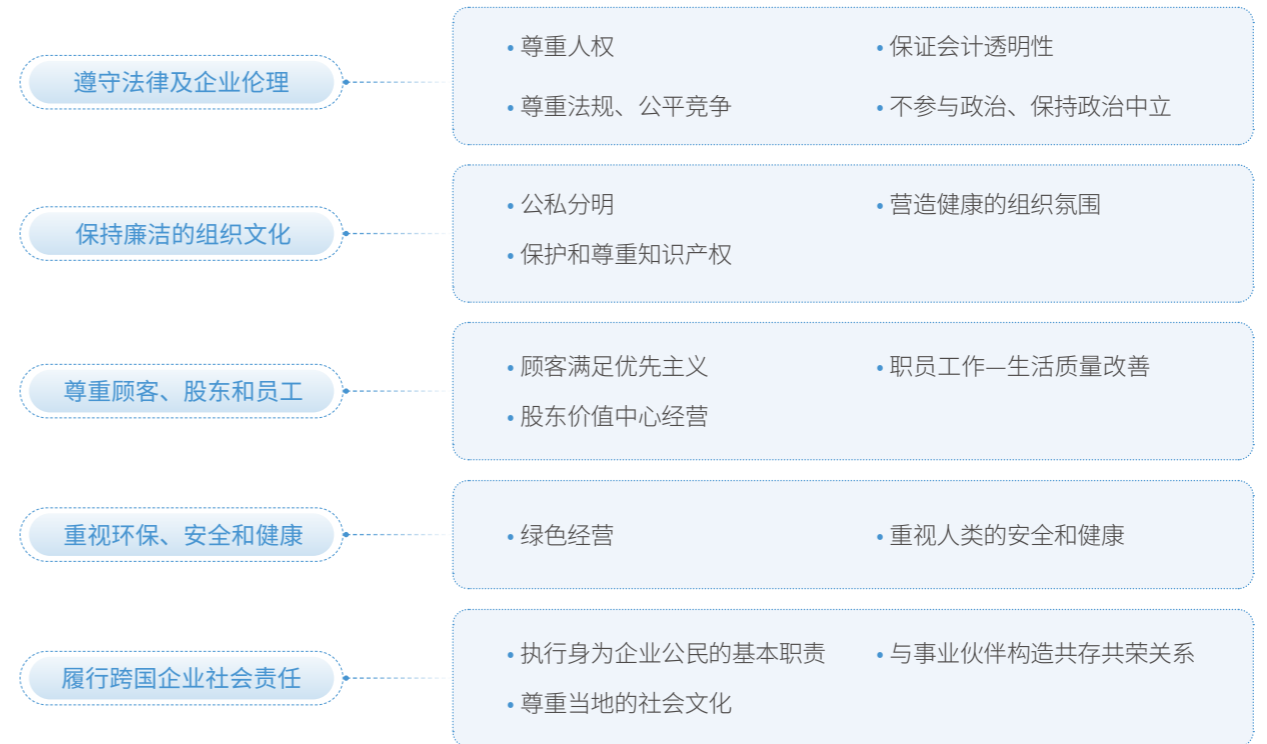 遵守法律及企业伦理
• 尊重人权
• 保证会计透明性
• 尊重法规、公平竞争
• 不参与政治、保持政治中立
保持廉洁的组织文化
• 公私分明
• 营造健康的组织氛围
• 保护和尊重知识产权
尊重顾客、股东和员工
• 顾客满足优先主义
• 职员工作—生活质量改善
• 股东价值中心经营
重视环保、安全和健康
• 绿色经营
• 重视人类的安全和健康
履行跨国企业社会责任
• 执行身为企业公民的基本职责
• 与事业伙伴构造共存共荣关系
• 尊重当地的社会文化